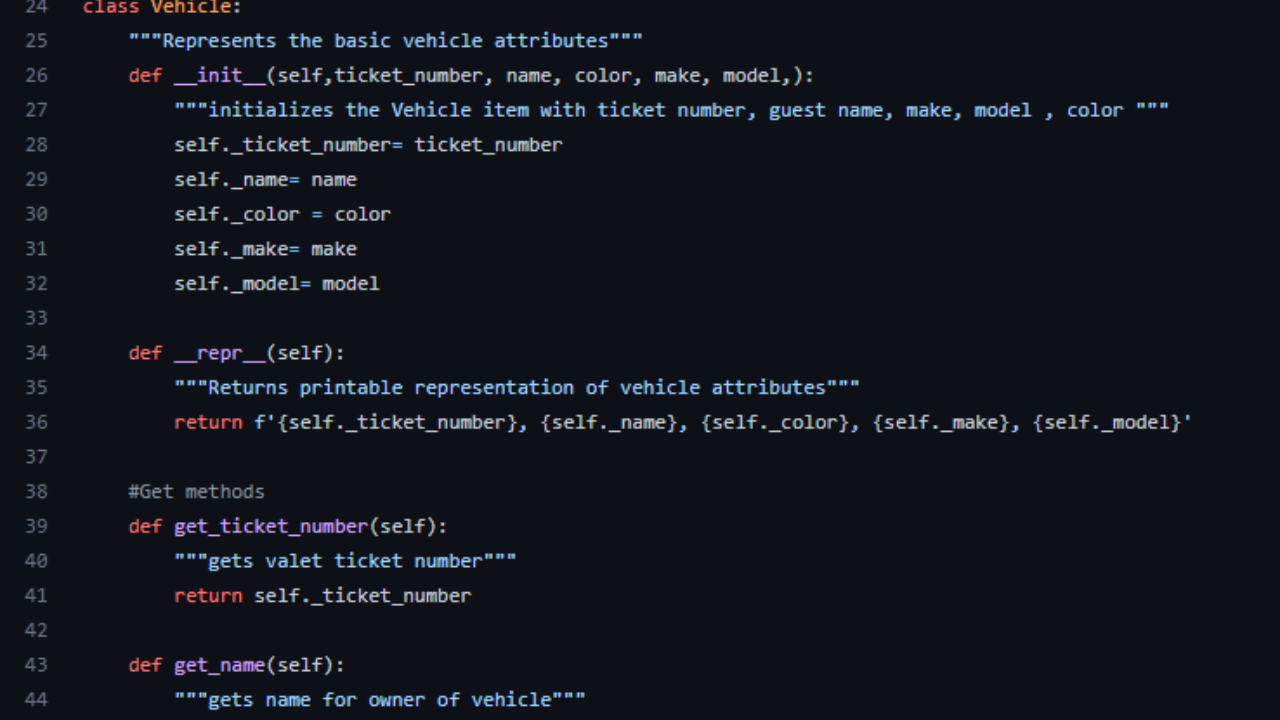 24 class Vehicle:
25     """Represents the basic vehicle attributes"""
26     def __init__(self,ticket_number, name, color, make, model,):
27         """initializes the Vehicle item with ticket number, guest name, make, model , color """
28         self._ticket_number= ticket_number
29         self._name= name
30         self._color = color
31         self._make= make
32         self._model= model
33
34     def __repr__(self):
35         """Returns printable representation of vehicle attributes"""
36         return f'{self._ticket_number}, {self._name}, {self._color}, {self._make}, {self._model}'
37
38     #Get methods
39     def get_ticket_number(self):
40         """gets valet ticket number"""
41         return self._ticket_number
42
43     def get_name(self):
44         """gets name for owner of vehicle"""